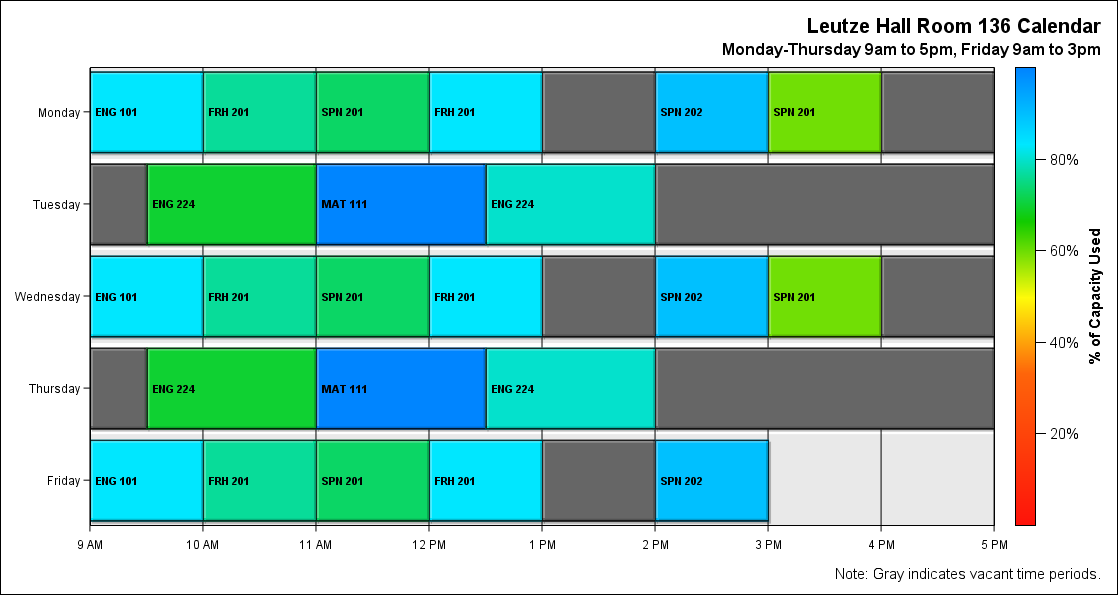 Leutze Hall Room 136 Calendar
Monday-Thursday 9am to 5pm, Friday 9am to 3pm
Monday
ENG 101
FRH 201
SPN 201
FRH 201
SPN 202
SPN 201
Tuesday
ENG 224
MAT 111
ENG 224
Wednesday
ENG 101
FRH 201
SPN 201
FRH 201
SPN 202
SPN 201
Thursday
ENG 224
MAT 111
ENG 224
Friday
ENG 101
FRH 201
SPN 201
FRH 201
SPN 202
9 AM
10 AM
11 AM
12 PM
1 PM
2 PM
3 PM
4 PM
5 PM
80%
60%
40%
20%
% of Capacity Used
Note: Gray indicates vacant time periods.